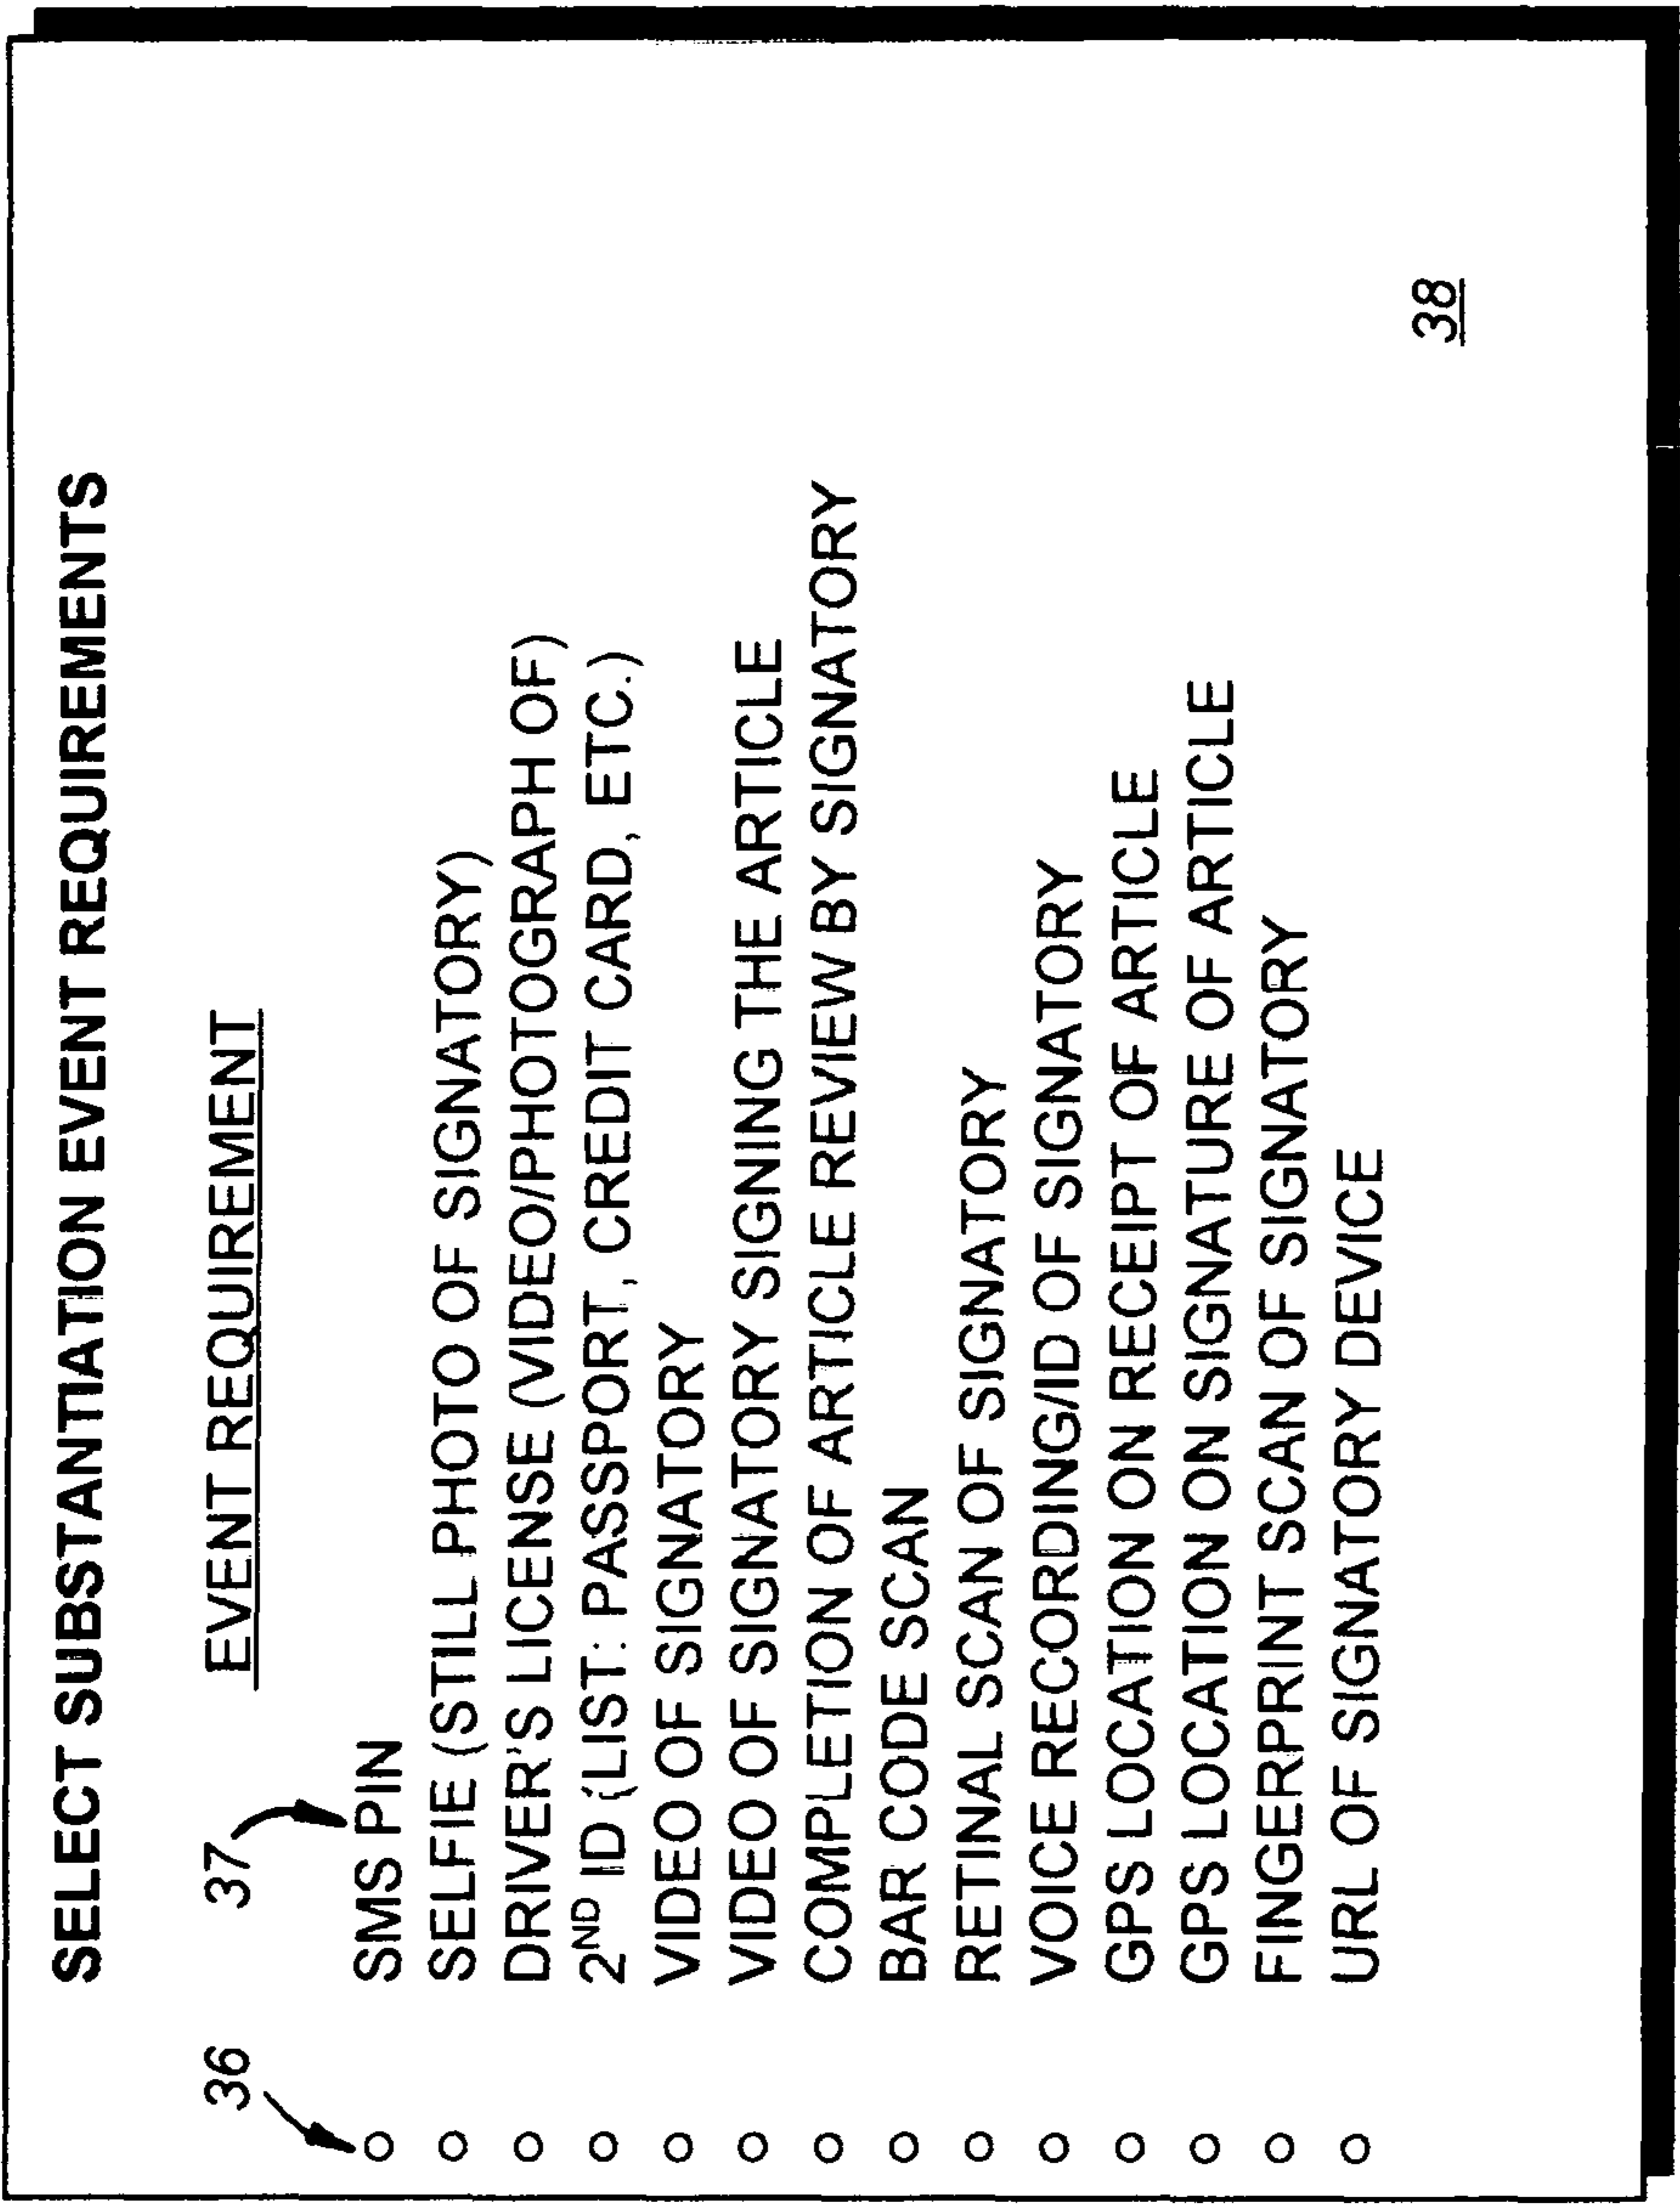 SELECT SUBSTANTIATION EVENT REQUIREMENTS
36 37 EVENT REQUIREMENT
○ SMS PIN
○ SELFIE (STILL PHOTO OF SIGNATORY)
○ DRIVER'S LICENSE (VIDEO/PHOTOGRAPH OF)
○ 2ND ID (LIST: PASSPORT, CREDIT CARD, ETC.)
○ VIDEO OF SIGNATORY
○ VIDEO OF SIGNATORY SIGNING THE ARTICLE
○ COMPLETION OF ARTICLE REVIEW BY SIGNATORY
○ BAR CODE SCAN
○ RETINAL SCAN OF SIGNATORY
○ VOICE RECORDING/ID OF SIGNATORY
○ GPS LOCATION ON RECEIPT OF ARTICLE
○ GPS LOCATION ON SIGNATURE OF ARTICLE
○ FINGERPRINT SCAN OF SIGNATORY
○ URL OF SIGNATORY DEVICE
38